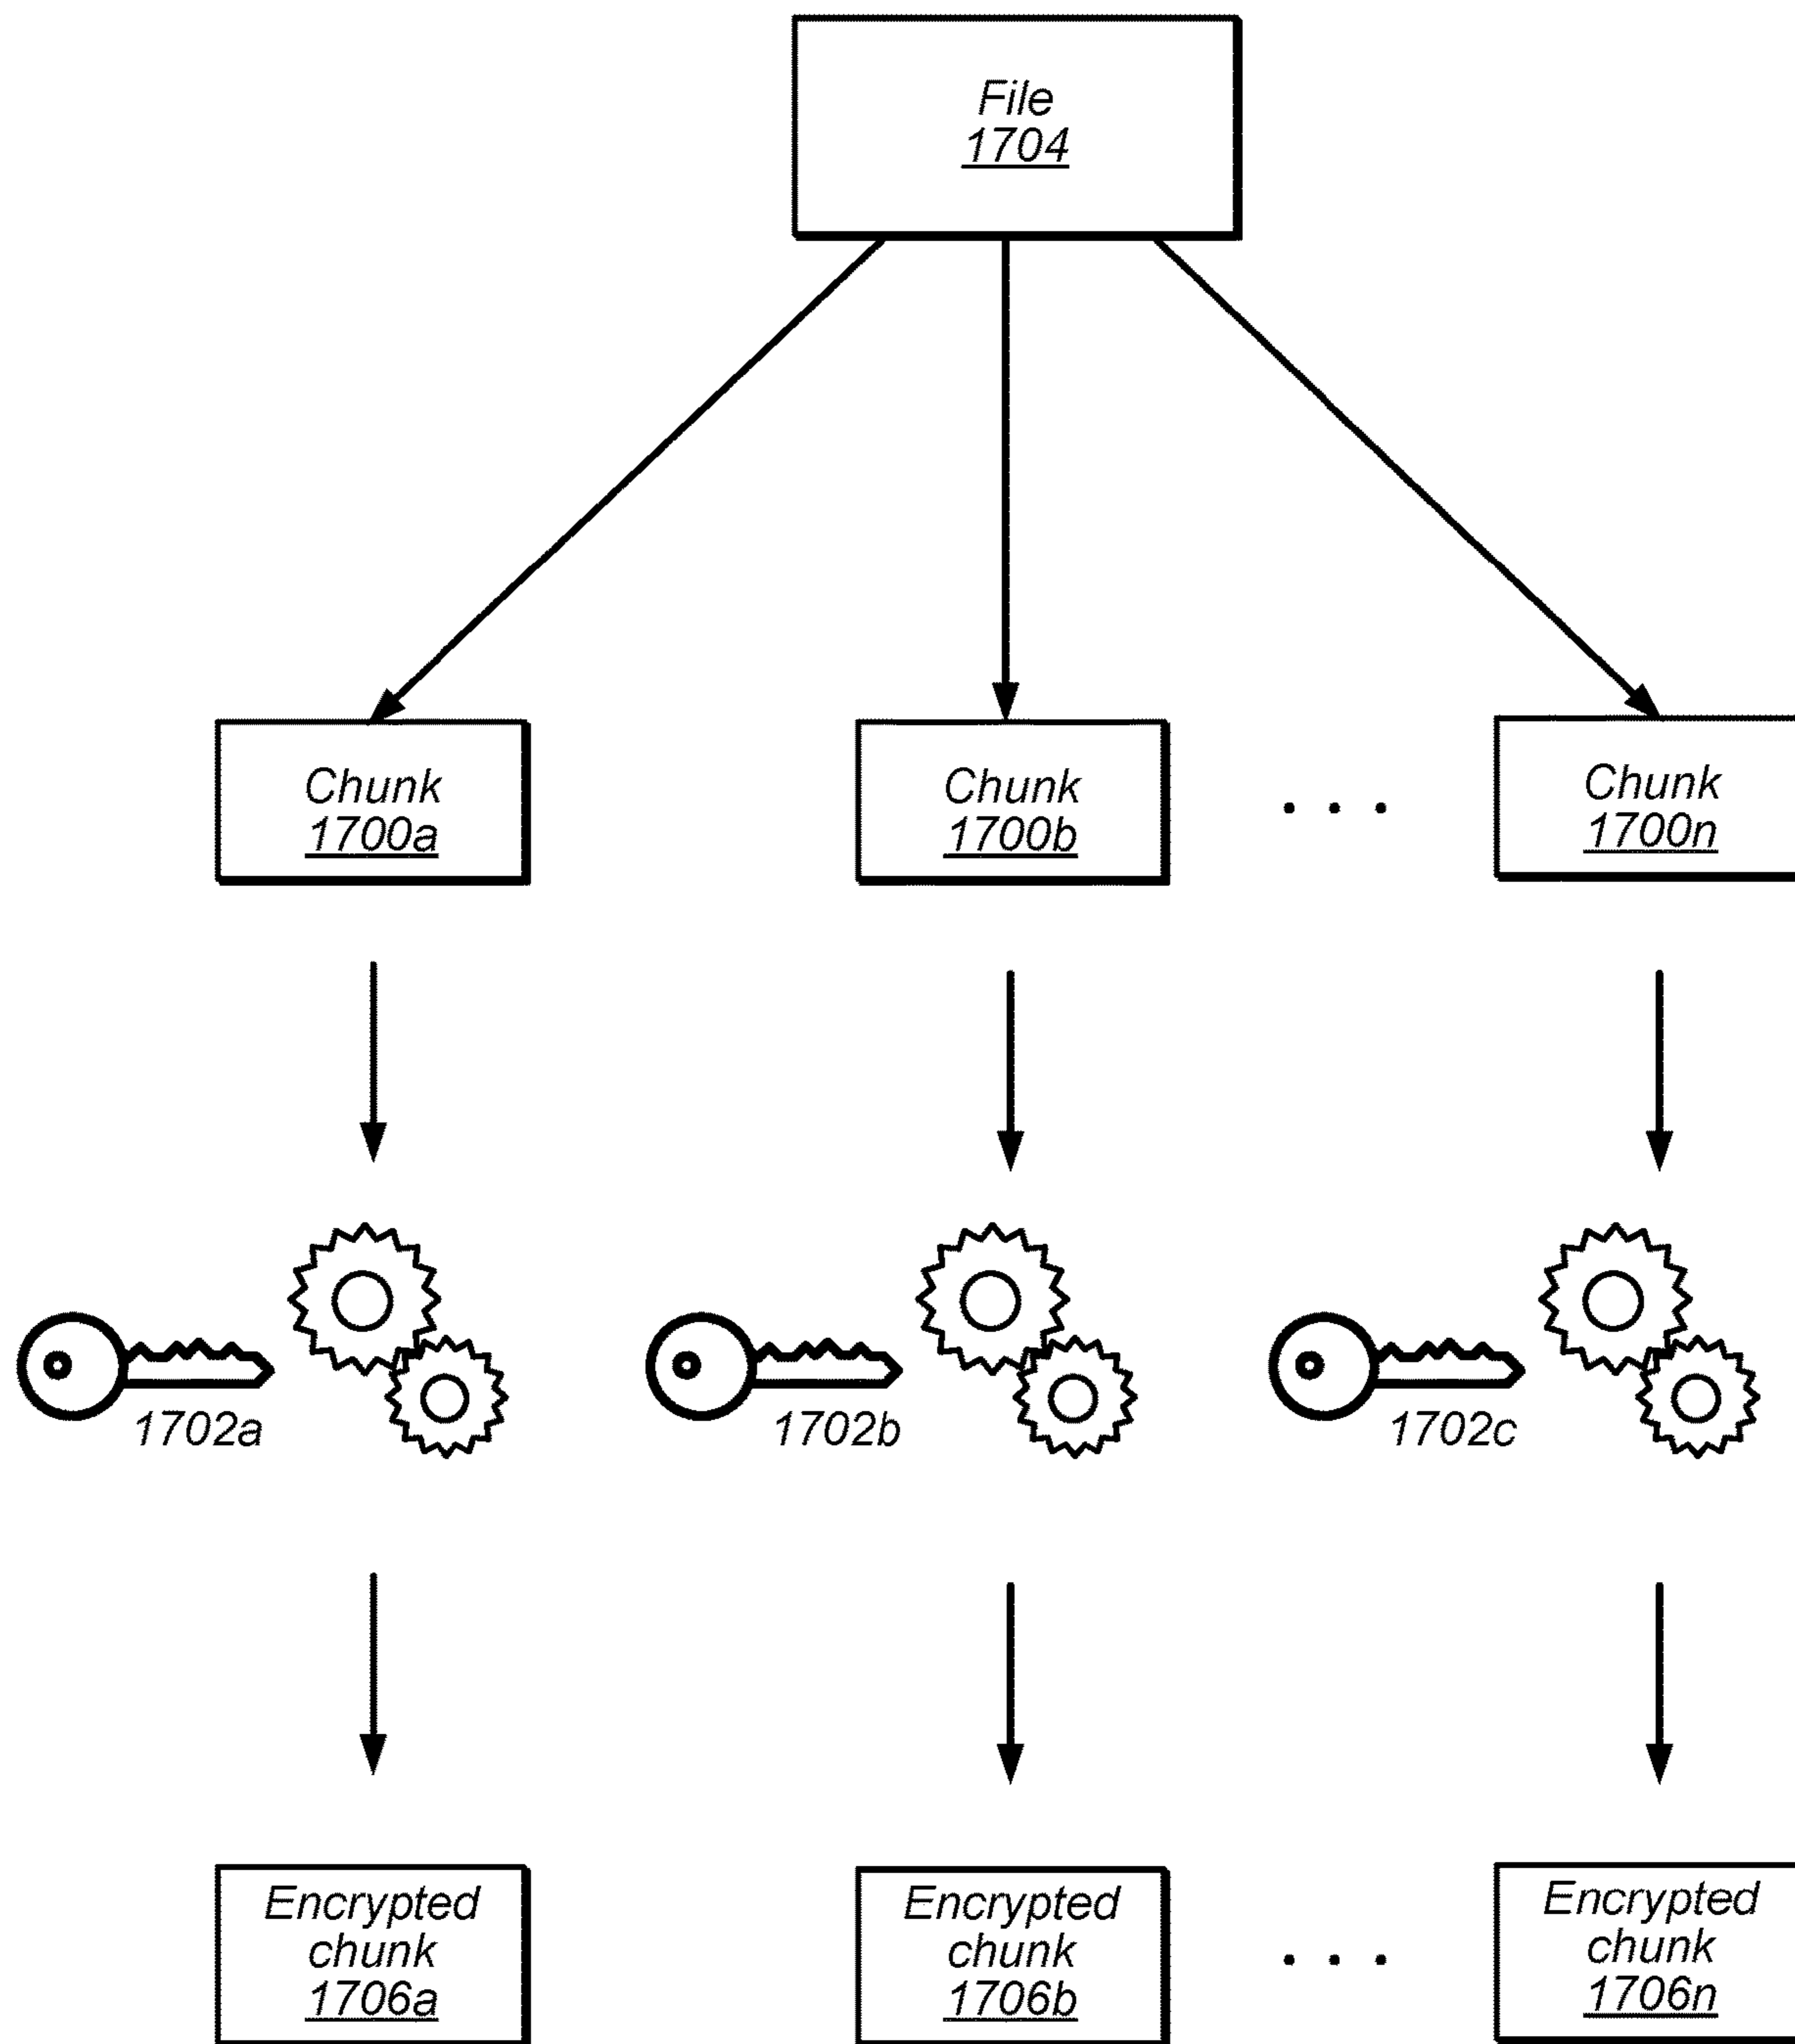 File
1704
Chunk
1700a
Chunk
1700b
. . .
Chunk
1700n
1702a
1702b
1702c
Encrypted
chunk
1706a
Encrypted
chunk
1706b
. . .
Encrypted
chunk
1706n